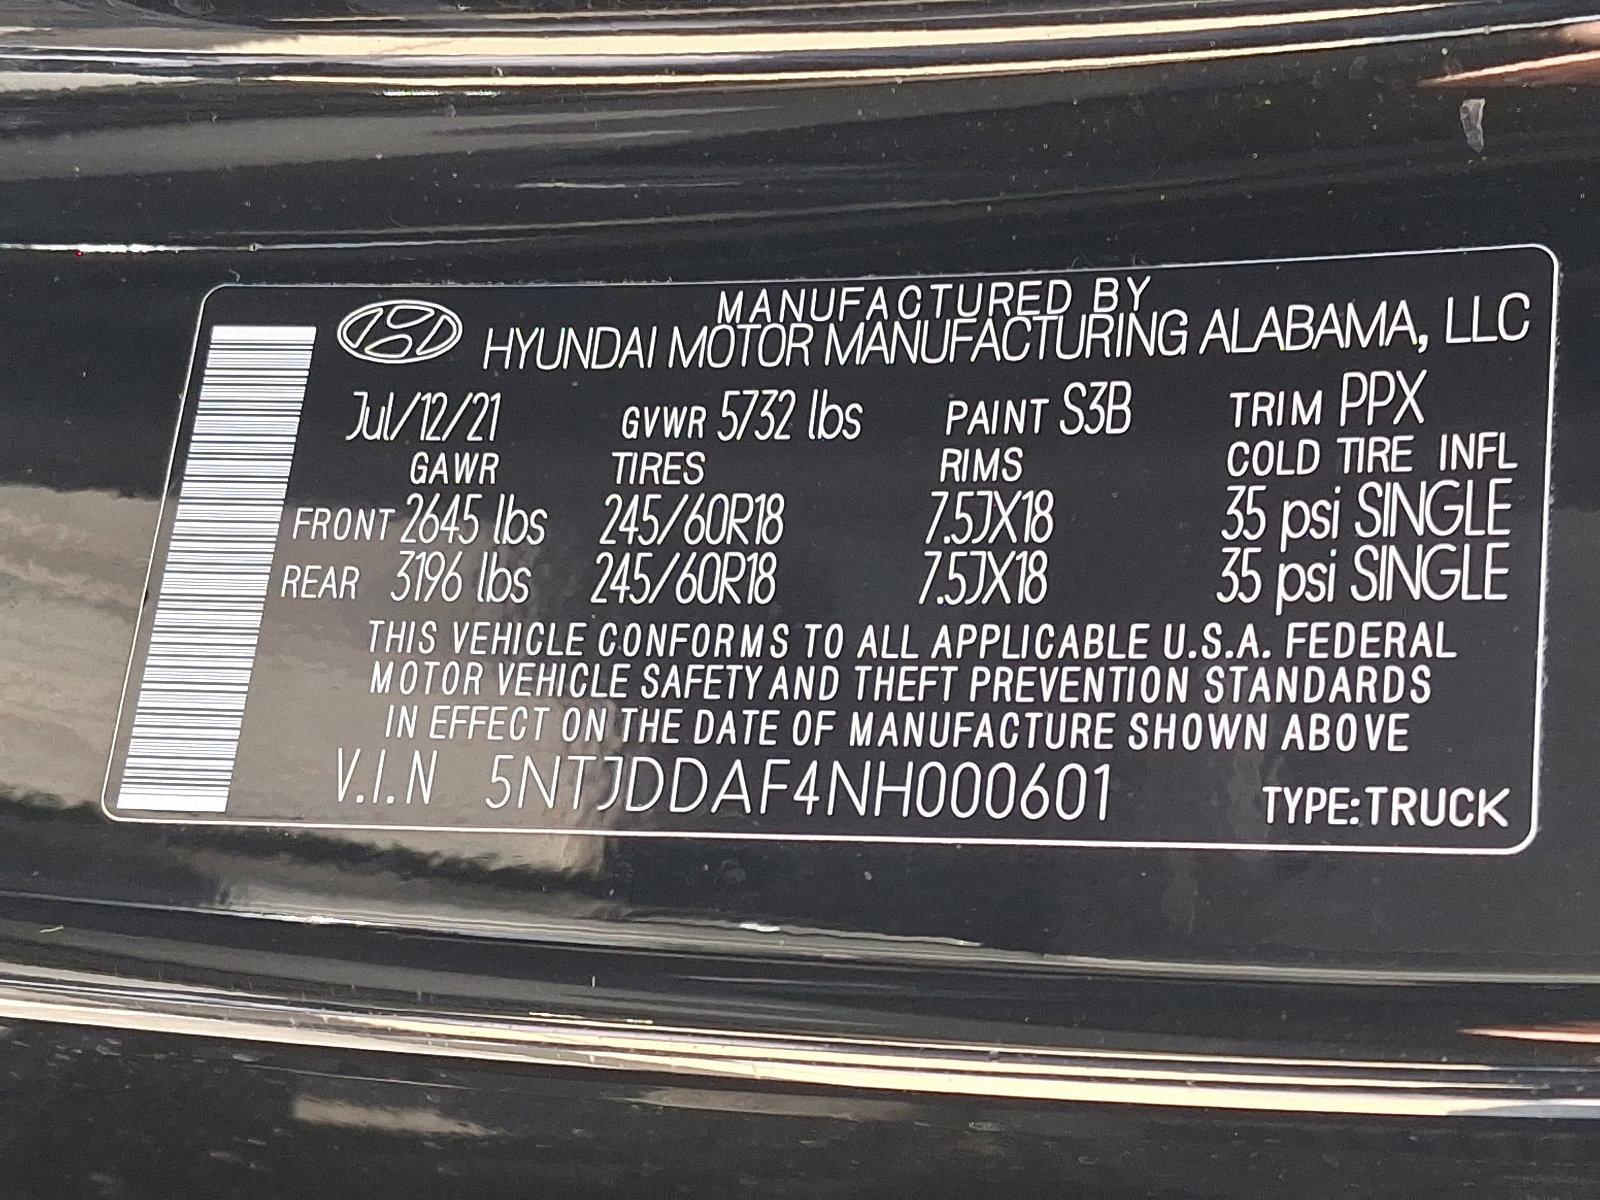 MANUFACTURED BY
HYUNDAI MOTOR MANUFACTURING ALABAMA, LLC
Jul/12/21 GVWR 5732 lbs PAINT S3B TRIM PPX
GAWR TIRES RIMS COLD TIRE INFL
FRONT 2645 lbs 245/60R18 7.5JX18 35 psi SINGLE
REAR 3196 lbs 245/60R18 7.5JX18 35 psi SINGLE
THIS VEHICLE CONFORMS TO ALL APPLICABLE U.S.A. FEDERAL
MOTOR VEHICLE SAFETY AND THEFT PREVENTION STANDARDS
IN EFFECT ON THE DATE OF MANUFACTURE SHOWN ABOVE
V.I.N 5NTJDDAF4NH000601 TYPE:TRUCK